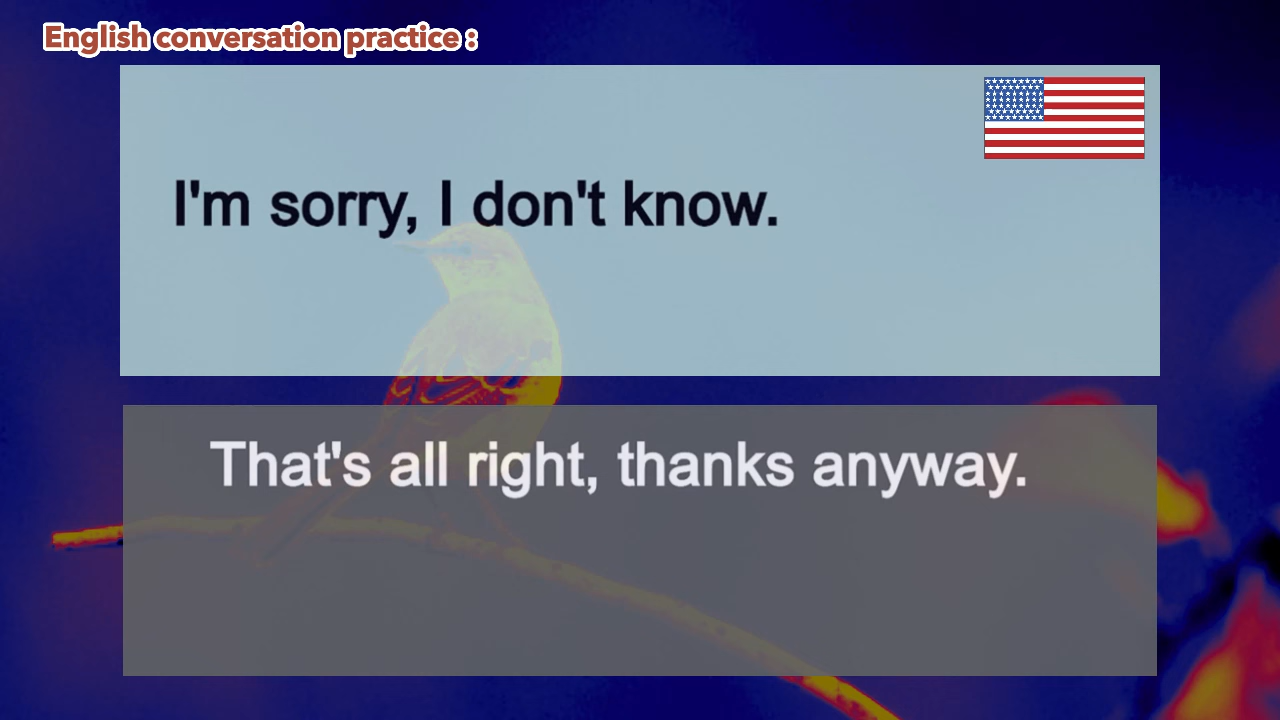 English conversation practice :
I'm sorry, I don't know.
That's all right, thanks anyway.